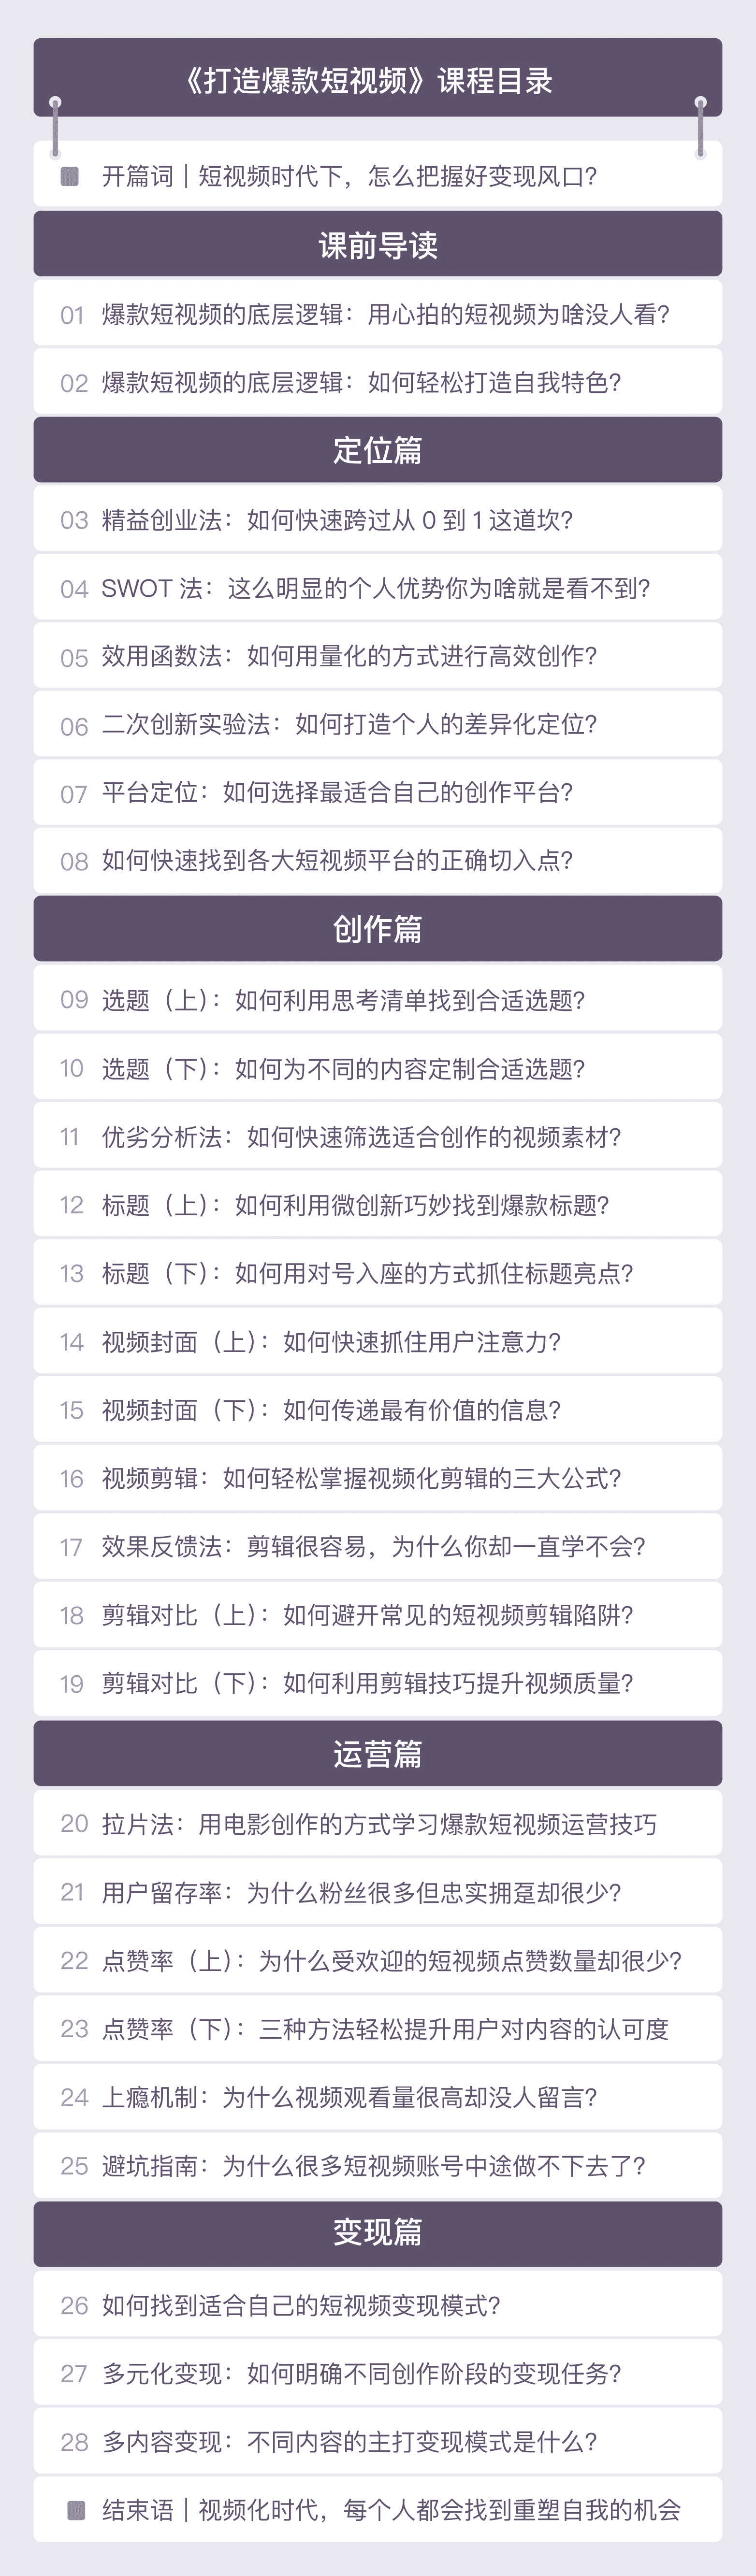 《打造爆款短视频》课程目录
开篇词｜短视频时代下，怎么把握好变现风口？
课前导读
01 爆款短视频的底层逻辑：用心拍的短视频为啥没人看？
02 爆款短视频的底层逻辑：如何轻松打造自我特色？
定位篇
03 精益创业法：如何快速跨过从 0 到 1 这道坎？
04 SWOT 法：这么明显的个人优势你为啥就是看不到？
05 效用函数法：如何用量化的方式进行高效创作？
06 二次创新实验法：如何打造个人的差异化定位？
07 平台定位：如何选择最适合自己的创作平台？
08 如何快速找到各大短视频平台的正确切入点？
创作篇
09 选题（上）：如何利用思考清单找到合适选题？
10 选题（下）：如何为不同的内容定制合适选题？
11 优劣分析法：如何快速筛选适合创作的视频素材？
12 标题（上）：如何利用微创新巧妙找到爆款标题？
13 标题（下）：如何用对号入座的方式抓住标题亮点？
14 视频封面（上）：如何快速抓住用户注意力？
15 视频封面（下）：如何传递最有价值的信息？
16 视频剪辑：如何轻松掌握视频化剪辑的三大公式？
17 效果反馈法：剪辑很容易，为什么你却一直学不会？
18 剪辑对比（上）：如何避开常见的短视频剪辑陷阱？
19 剪辑对比（下）：如何利用剪辑技巧提升视频质量？
运营篇
20 拉片法：用电影创作的方式学习爆款短视频运营技巧
21 用户留存率：为什么粉丝很多但忠实拥趸却很少？
22 点赞率（上）：为什么受欢迎的短视频点赞数量却很少？
23 点赞率（下）：三种方法轻松提升用户对内容的认可度
24 上瘾机制：为什么视频观看量很高却没人留言？
25 避坑指南：为什么很多短视频账号中途做不下去了？
变现篇
26 如何找到适合自己的短视频变现模式？
27 多元化变现：如何明确不同创作阶段的变现任务？
28 多内容变现：不同内容的主打变现模式是什么？
结束语｜视频化时代，每个人都会找到重塑自我的机会